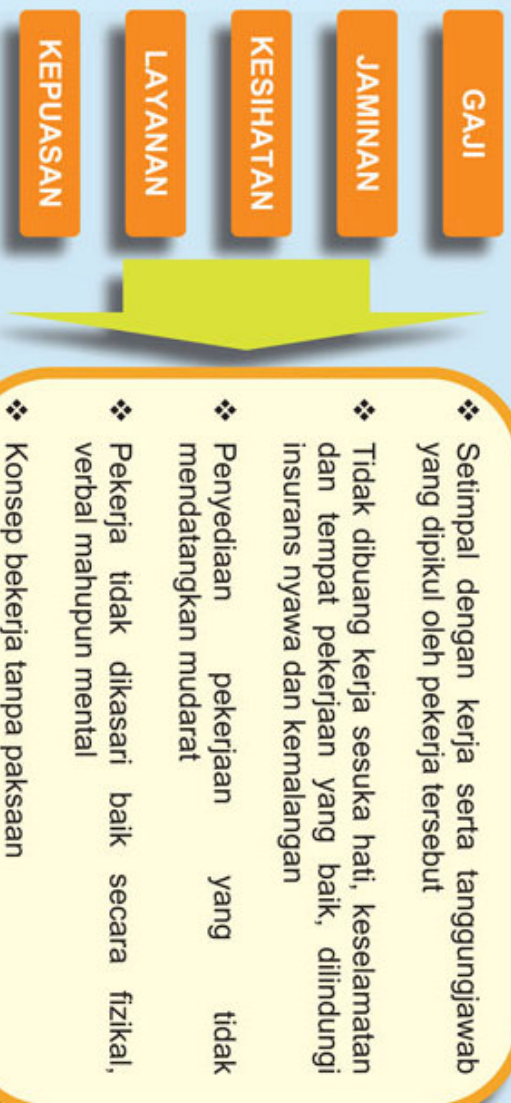 GAJI
JAMINAN
KESIHATAN
LAYANAN
KEPUASAN
❖ Setimpal dengan kerja serta tanggungjawab
yang dipikul oleh pekerja tersebut
❖ Tidak dibuang kerja sesuka hati, keselamatan
dan tempat pekerjaan yang baik, dilindungi
insurans nyawa dan kemalangan
❖ Penyediaan pekerjaan yang tidak
mendatangkan mudarat
❖ Pekerja tidak dikasari baik secara fizikal,
verbal mahupun mental
❖ Konsep bekerja tanpa paksaan